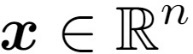 𝒙 ∈ ℝⁿ